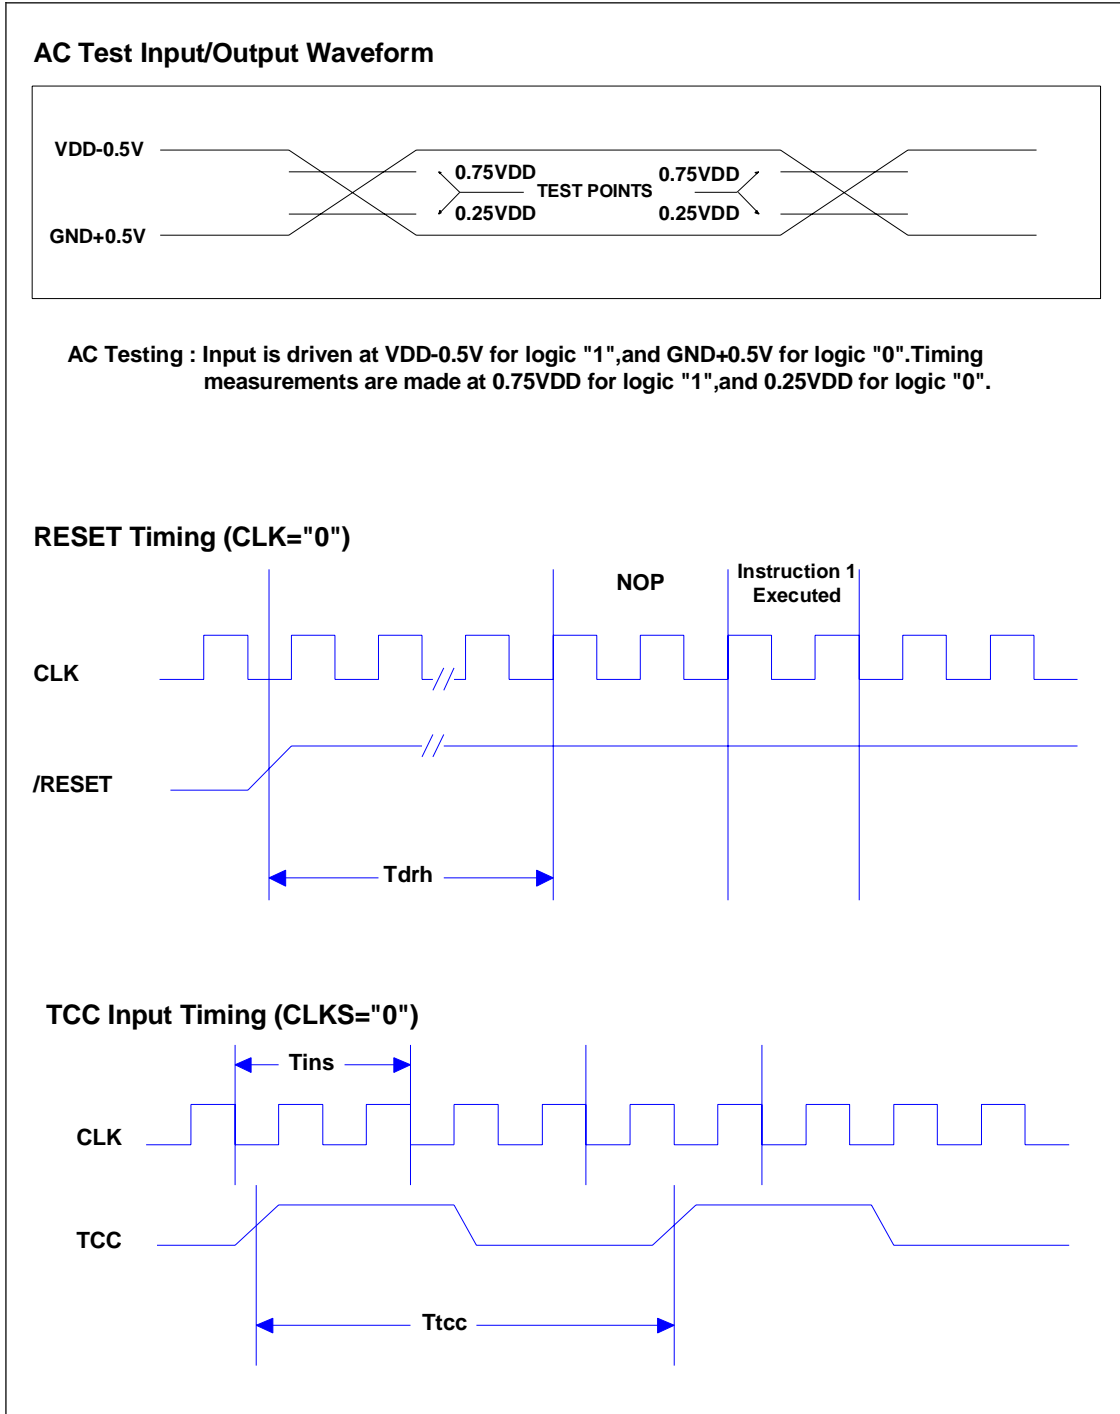 AC Test Input/Output Waveform
VDD-0.5V
0.75VDD
0.75VDD
TEST POINTS
0.25VDD
0.25VDD
GND+0.5V
AC Testing : Input is driven at VDD-0.5V for logic "1",and GND+0.5V for logic "0".Timing
measurements are made at 0.75VDD for logic "1",and 0.25VDD for logic "0".
RESET Timing (CLK="0")
NOP
Instruction 1
Executed
CLK
/RESET
Tdrh
TCC Input Timing (CLKS="0")
Tins
CLK
TCC
Ttcc